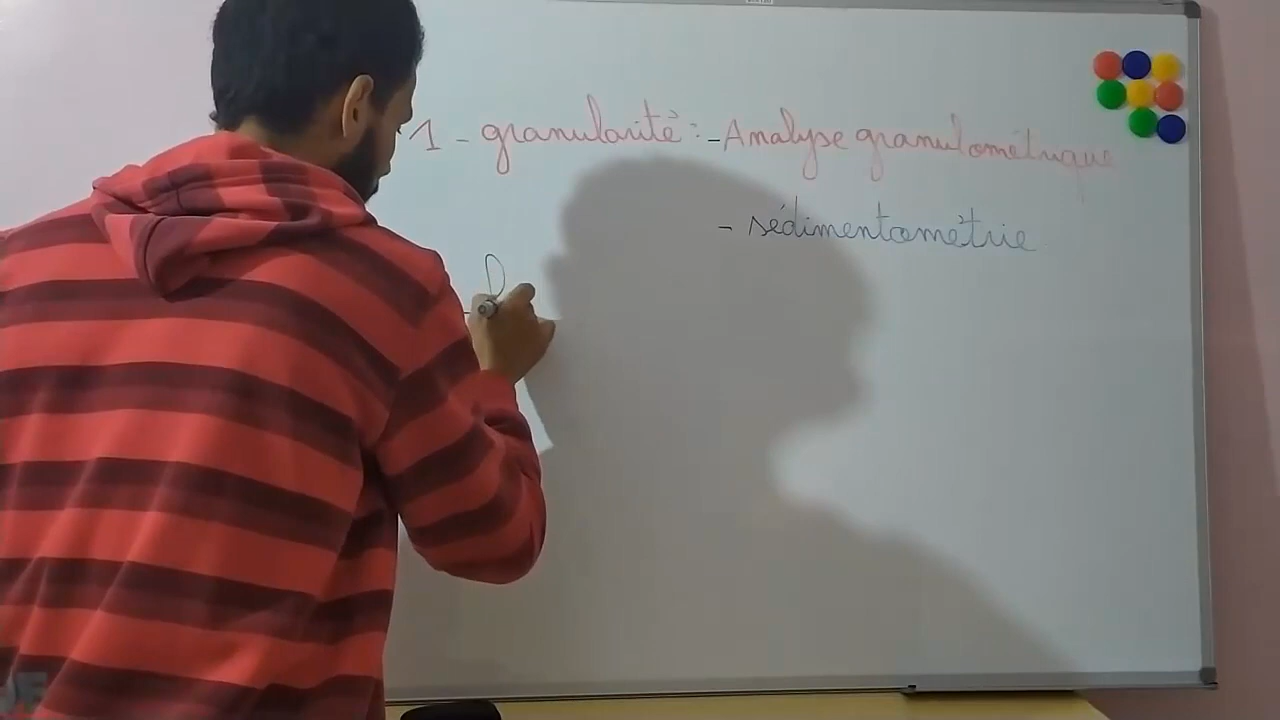 1 - granularité : - Analyse granulométrique
- sédimentométrie
D